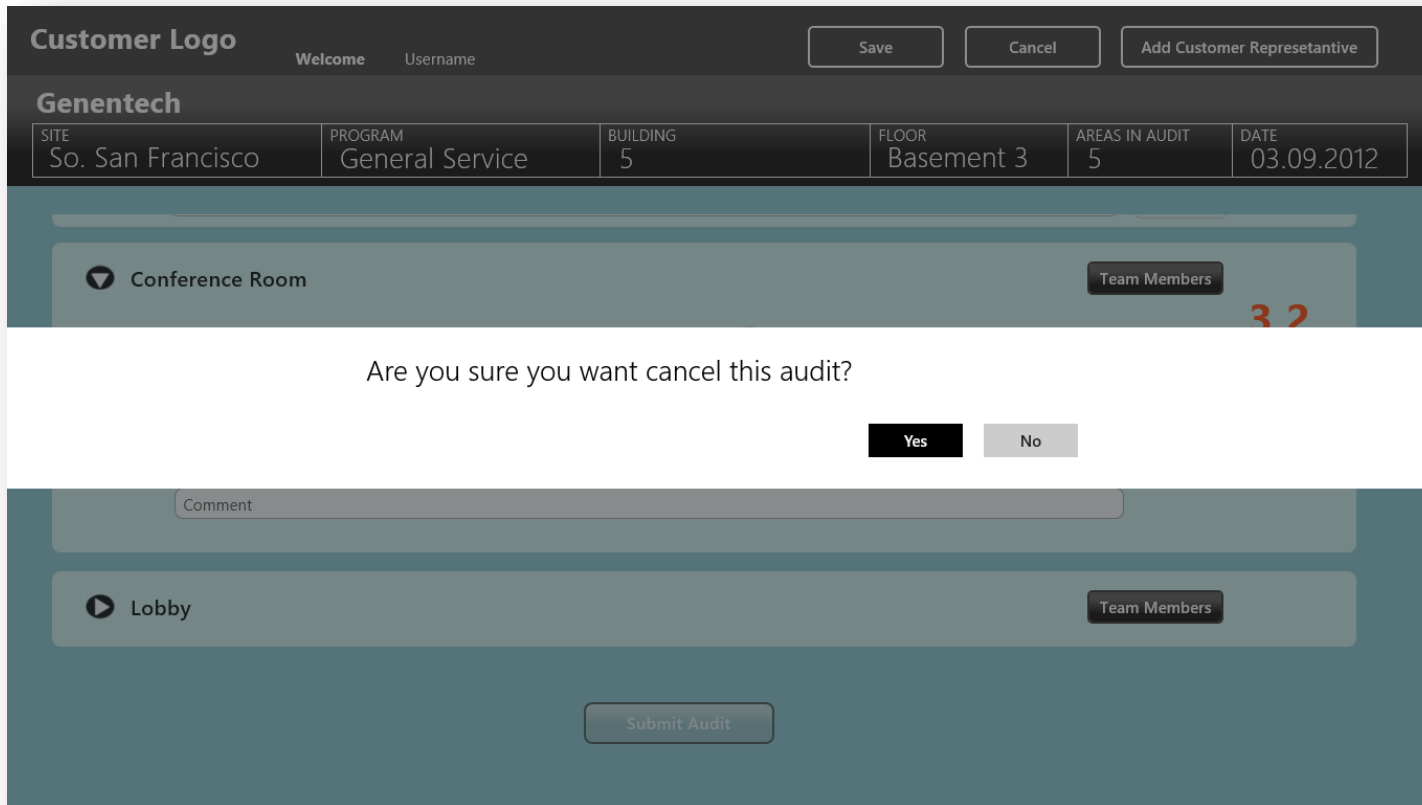 Customer Logo
Welcome Username
Save Cancel Add Customer Represetantive
Genentech
SITE PROGRAM BUILDING FLOOR AREAS IN AUDIT DATE
So. San Francisco General Service 5 Basement 3 5 03.09.2012
Conference Room Team Members
3.2
Are you sure you want cancel this audit?
Yes No
Comment
Lobby Team Members
Submit Audit